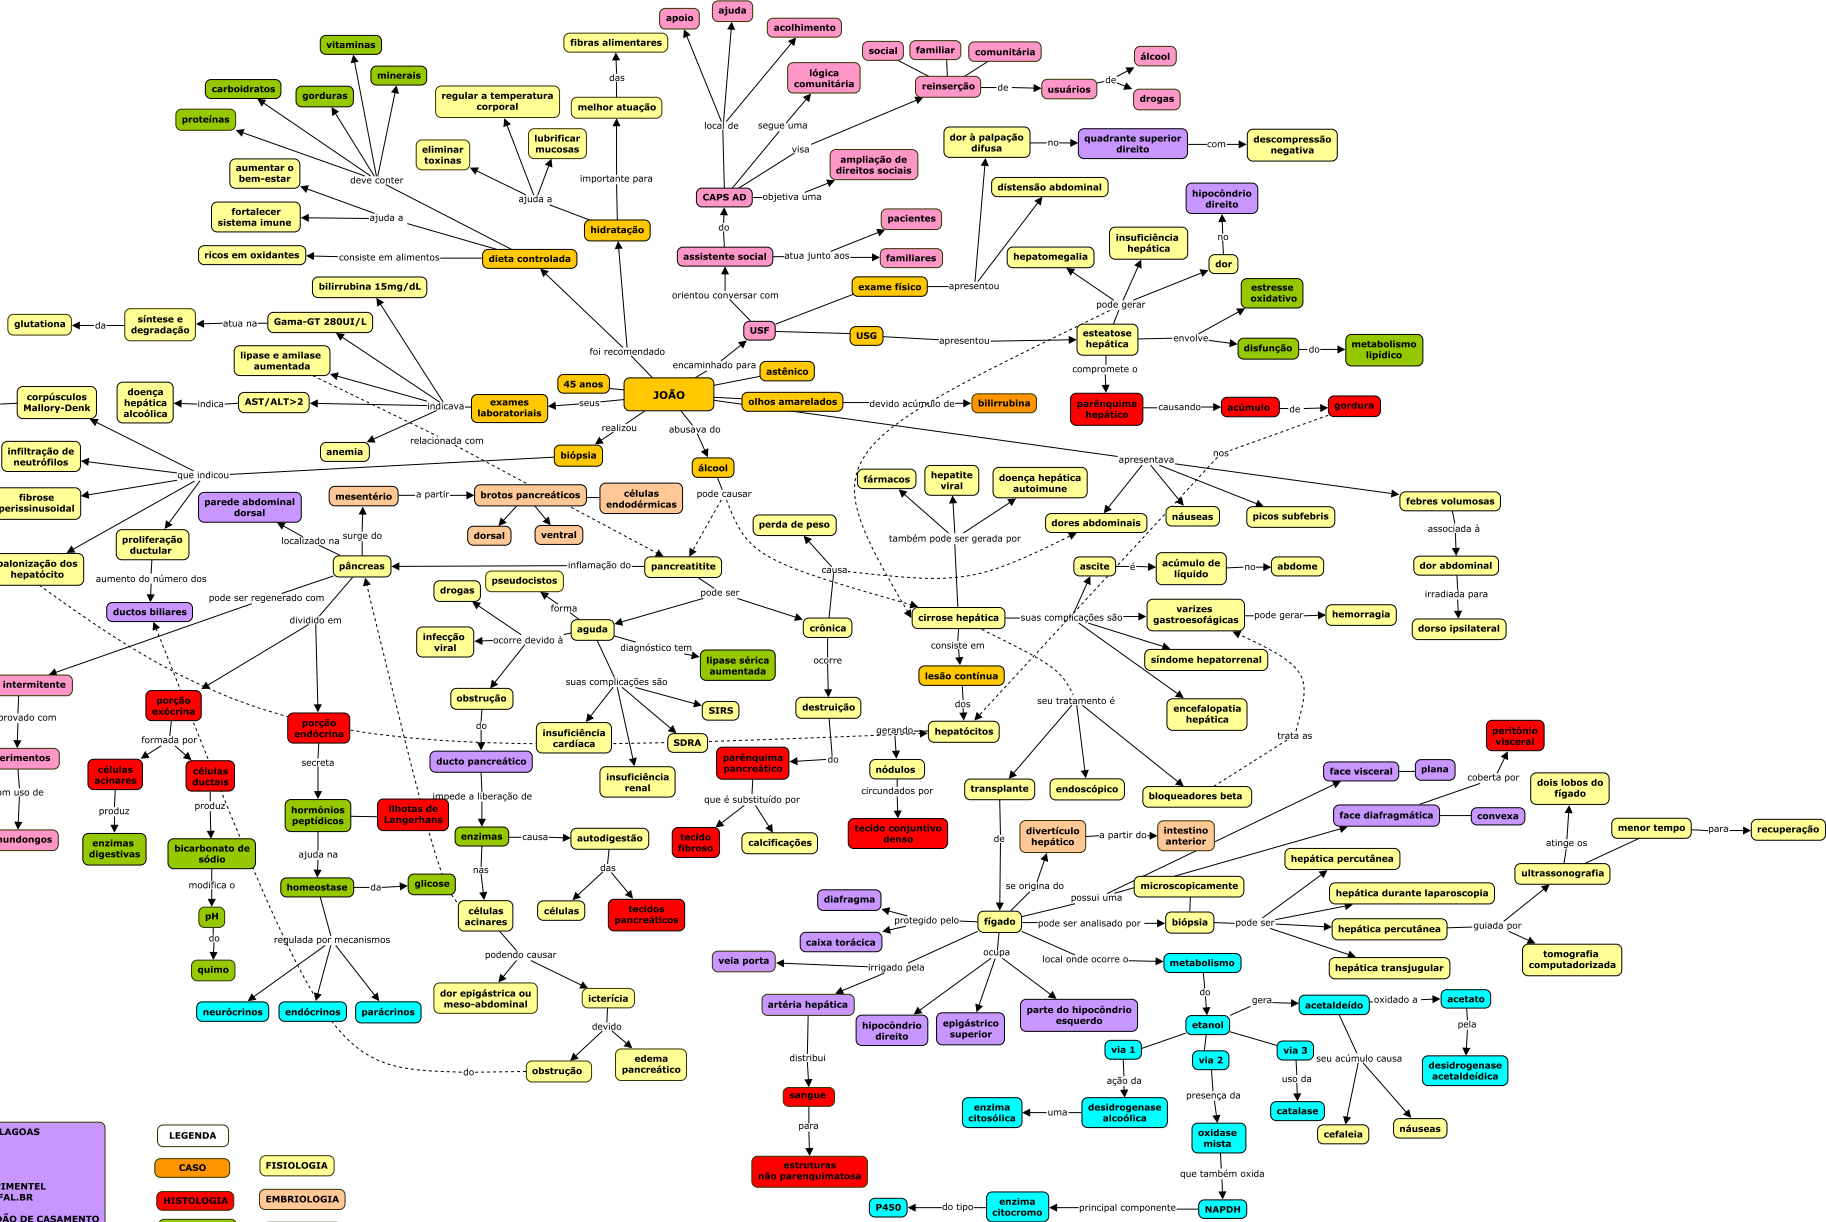 apoio
ajuda
acolhimento
vitaminas
fibras alimentares
social
familiar
comunitária
álcool
minerais
carboidratos
gorduras
das
lógica
comunitária
reinserção
de
usuários
de
drogas
proteínas
regular a temperatura
corporal
melhor atuação
local de
segue uma
visa
eliminar
toxinas
lubrificar
mucosas
dor à palpação
difusa
no
quadrante superior
direito
com
descompressão
negativa
aumentar o
bem-estar
deve conter
importante para
ampliação de
direitos sociais
distensão abdominal
hipocôndrio
direito
fortalecer
sistema imune
ajuda a
ajuda a
CAPS AD
objetiva uma
hidratação
do
pacientes
insuficiência
hepática
no
ricos em oxidantes
consiste em alimentos
dieta controlada
assistente social
atua junto aos
familiares
hepatomegalia
dor
bilirrubina 15mg/dL
orientou conversar com
exame físico
apresentou
pode gerar
estresse
oxidativo
glutationa
da
síntese e
degradação
atua na
Gama-GT 280UI/L
USF
USG
apresentou
esteatose
hepática
envolve
disfunção
do
metabolismo
lipídico
lipase e amilase
aumentada
foi recomendado
encaminhado para
compromete o
45 anos
JOÃO
astênico
corpúsculos
Mallory-Denk
doença
hepática
alcoólica
indica
AST/ALT>2
indicava
exames
laboratoriais
seus
olhos amarelados
devido acúmulo de
bilirrubina
parênquima
hepático
causando
acúmulo
de
gordura
realizou
abusava do
relacionada com
infiltração de
neutrófilos
anemia
biópsia
álcool
apresentava
nos
que indicou
fibrose
perissinusoidal
parede abdominal
dorsal
mesentério
a partir
brotos pancreáticos
células
endodérmicas
pode causar
fármacos
hepatite
viral
doença hepática
autoimune
febres volumosas
dorsal
ventral
perda de peso
dores abdominais
náuseas
picos subfebris
associada à
proliferação
ductular
localizado na
surge do
também pode ser gerada por
balonização dos
hepatócito
pâncreas
inflamação do
pancreatitite
causa
ascite
é
acúmulo de
líquido
no
abdome
dor abdominal
aumento do número dos
pseudocistos
drogas
irradiada para
pode ser regenerado com
ductos biliares
forma
pode ser
cirrose hepática
suas complicações são
varizes
gastroesofágicas
pode gerar
hemorragia
dividido em
infecção
viral
ocorre devido à
aguda
crônica
dorso ipsilateral
diagnóstico tem
lipase sérica
aumentada
consiste em
ocorre
síndome hepatorrenal
intermitente
suas complicações são
lesão contínua
porção
exócrina
obstrução
SIRS
destruição
dos
seu tratamento é
encefalopatia
hepática
provado com
porção
endócrina
do
insuficiência
cardíaca
SDRA
gerando
hepatócitos
trata as
peritônio
visceral
formada por
erimentos
células
acinares
células
ductais
secreta
ducto pancreático
insuficiência
renal
parênquima
pancreático
do
nódulos
transplante
endoscópico
bloqueadores beta
face visceral
plana
coberta por
dois lobos do
fígado
om uso de
produz
produz
impede a liberação de
que é substituído por
circundados por
hormônios
peptídicos
ilhotas de
Langerhans
face diafragmática
convexa
mundongos
enzimas
digestivas
bicarbonato de
sódio
ajuda na
enzimas
causa
autodigestão
tecido
fibroso
calcificações
tecido conjuntivo
denso
de
divertículo
hepático
a partir do
intestino
anterior
menor tempo
para
recuperação
atinge os
hepática percutânea
modifica o
homeostase
da
glicose
nas
das
se origina do
microscopicamente
ultrassonografia
possui uma
hepática durante laparoscopia
pH
células
acinares
células
tecidos
pancreáticos
diafragma
protegido pelo
fígado
pode ser analisado por
biópsia
pode ser
hepática percutânea
guiada por
do
regulada por mecanismos
caixa torácica
ocupa
quimo
podendo causar
veia porta
irrigado pela
local onde ocorre o
metabolismo
hepática transjugular
tomografia
computadorizada
neurócrinos
endócrinos
parácrinos
dor epigástrica ou
meso-abdominal
icterícia
artéria hepática
do
gera
acetaldeído
oxidado a
acetato
hipocôndrio
direito
epigástrico
superior
parte do hipocôndrio
esquerdo
etanol
pela
devido
distribui
via 1
via 2
via 3
seu acúmulo causa
desidrogenase
acetaldeídica
do
obstrução
edema
pancreático
ação da
presença da
uso da
sangue
enzima
citosólica
uma
desidrogenase
alcoólica
catalase
para
oxidase
mista
cefaleia
náuseas
LAGOAS
LEGENDA
estruturas
não parenquimatosa
que também oxida
CASO
FISIOLOGIA
PIMENTEL
FAL.BR
HISTOLOGIA
EMBRIOLOGIA
P450
do tipo
enzima
citocromo
principal componente
NAPDH
DÃO DE CASAMENTO